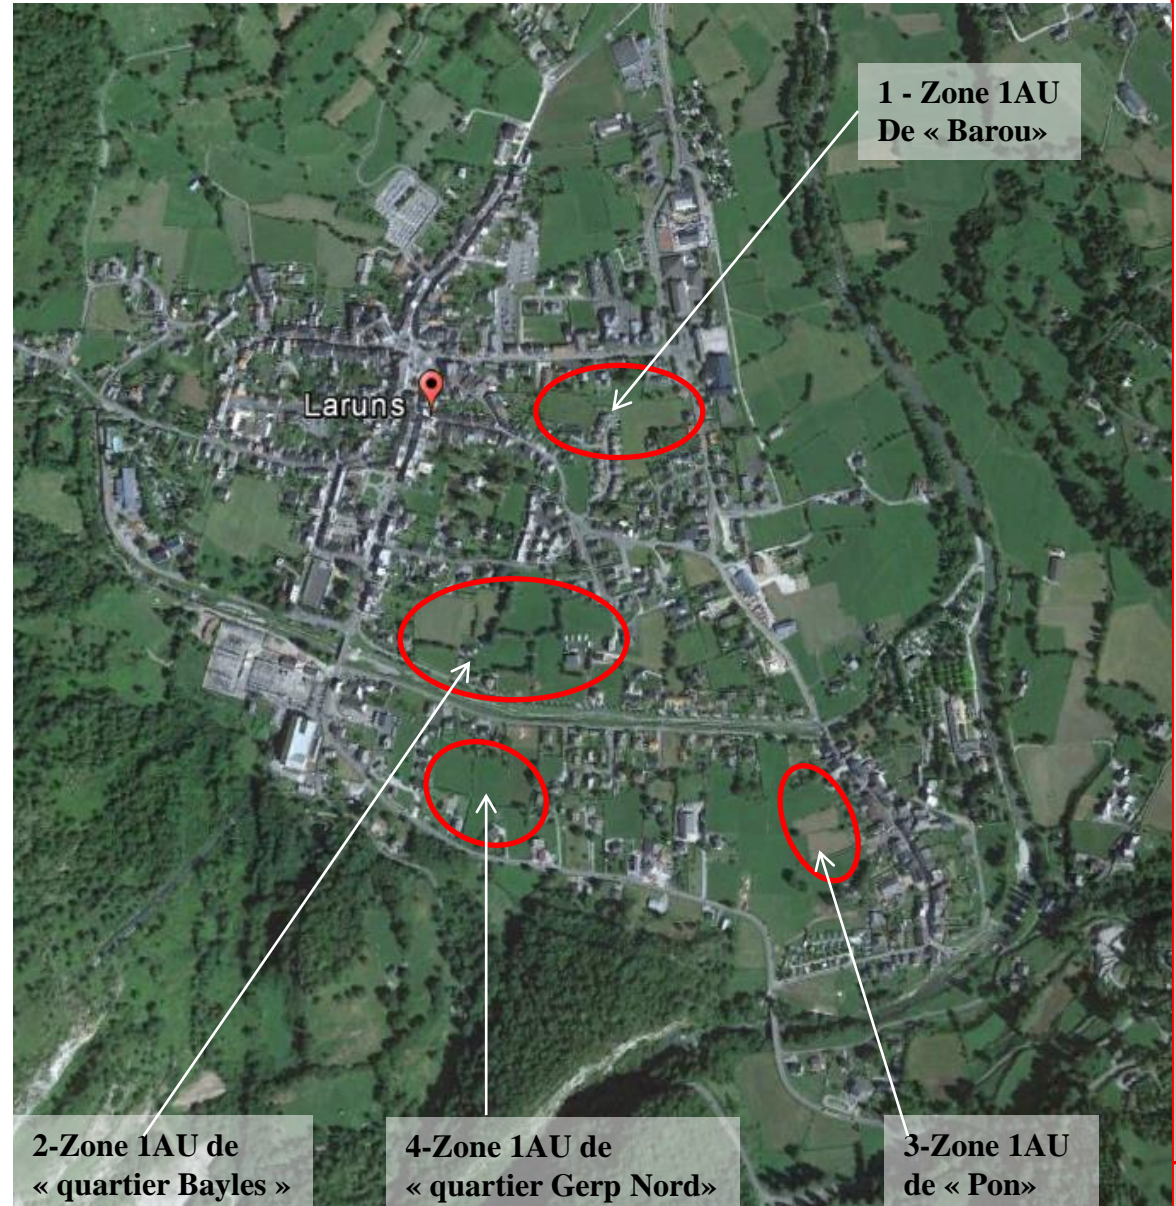 1 - Zone 1AU
De « Barou»
Laruns
2-Zone 1AU de
« quartier Bayles »
4-Zone 1AU de
« quartier Gerp Nord»
3-Zone 1AU
de « Pon»